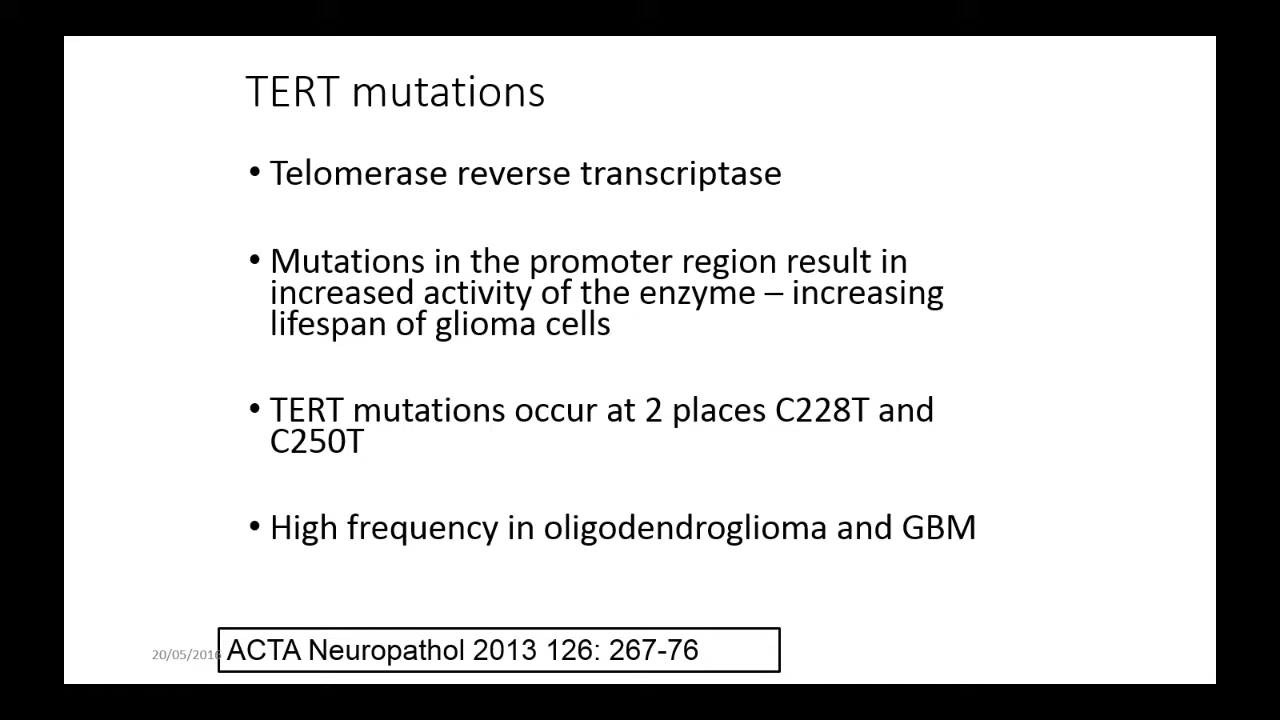 TERT mutations
• Telomerase reverse transcriptase
• Mutations in the promoter region result in
increased activity of the enzyme – increasing
lifespan of glioma cells
• TERT mutations occur at 2 places C228T and
C250T
• High frequency in oligodendroglioma and GBM
20/05/2016
ACTA Neuropathol 2013 126: 267-76